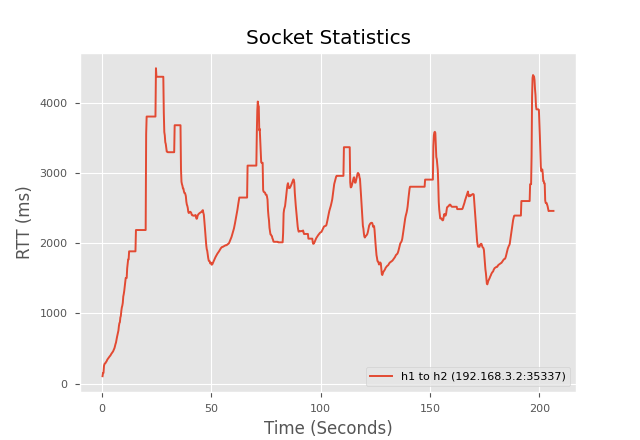 Socket Statistics
4000
3000
2000
1000
0
RTT (ms)
h1 to h2 (192.168.3.2:35337)
0 50 100 150 200
Time (Seconds)